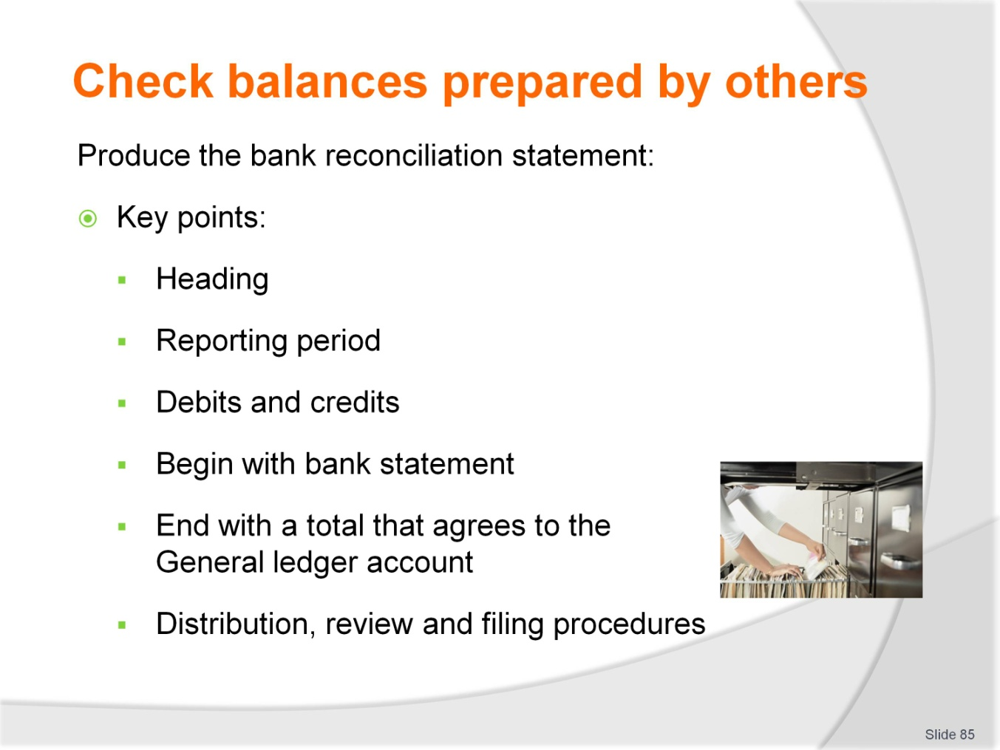 Check balances prepared by others
Produce the bank reconciliation statement:
Key points:
Heading
Reporting period
Debits and credits
Begin with bank statement
End with a total that agrees to the
General ledger account
Distribution, review and filing procedures
Slide 85